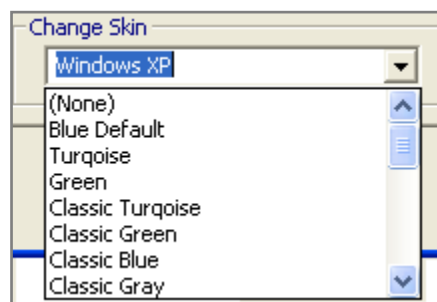 Change Skin
Windows XP
(None)
Blue Default
Turqoise
Green
Classic Turqoise
Classic Green
Classic Blue
Classic Gray